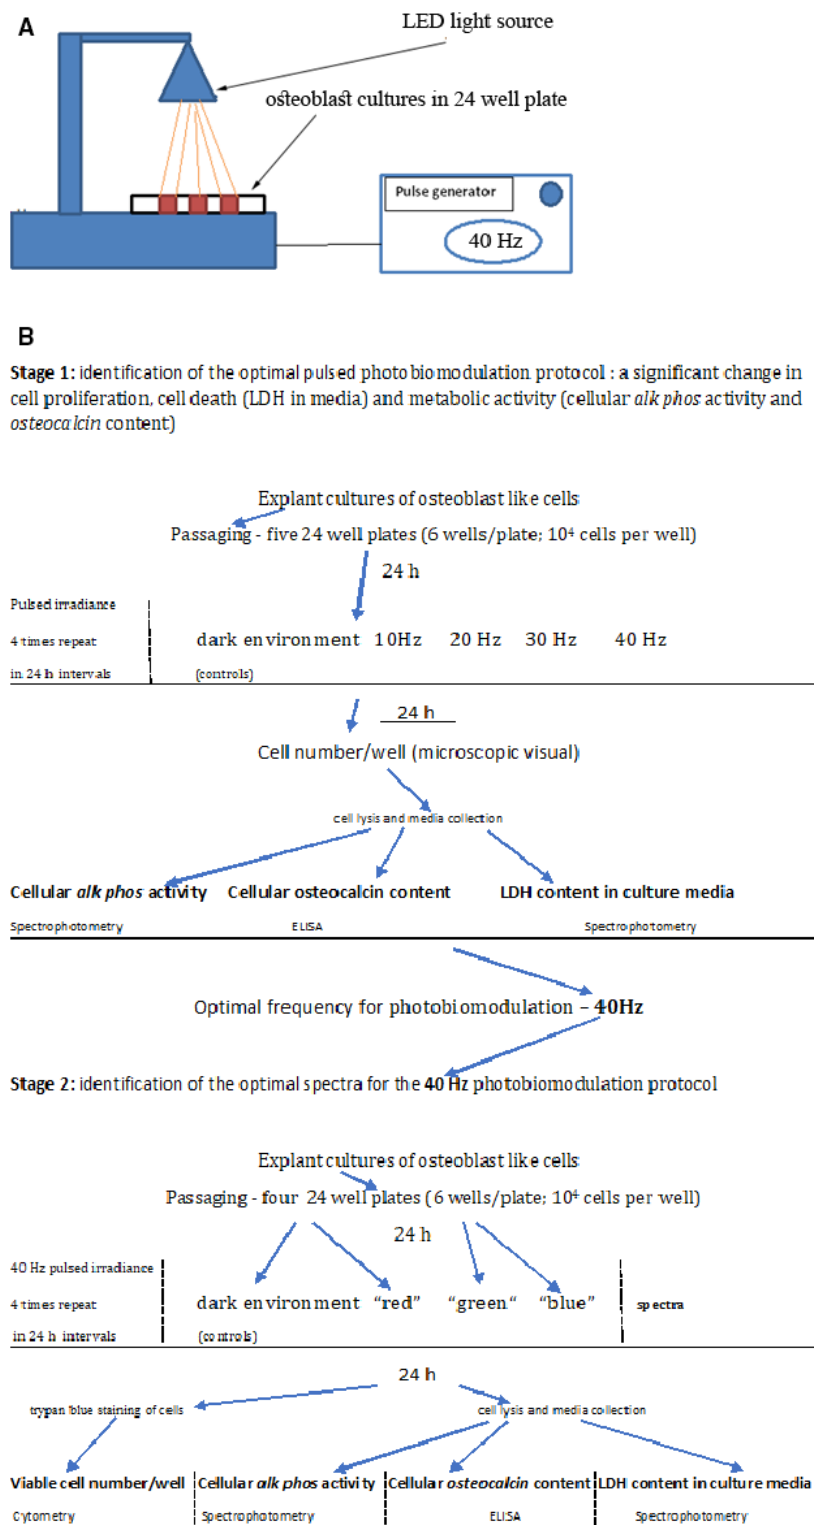 A
LED light source
osteoblast cultures in 24 well plate
Pulse generator
40 Hz
B
Stage 1: identification of the optimal pulsed photobiomodulation protocol : a significant change in
cell proliferation, cell death (LDH in media) and metabolic activity (cellular alk phos activity and
osteocalcin content)
Explant cultures of osteoblast like cells
Passaging - five 24 well plates (6 wells/plate; 10⁴ cells per well)
24 h
Pulsed irradiance
4 times repeat
in 24 h intervals
dark environment 10Hz 20 Hz 30 Hz 40 Hz
(controls)
24 h
Cell number/well (microscopic visual)
cell lysis and media collection
Cellular alk phos activity Cellular osteocalcin content LDH content in culture media
Spectrophotometry ELISA Spectrophotometry
Optimal frequency for photobiomodulation – 40Hz
Stage 2: identification of the optimal spectra for the 40 Hz photobiomodulation protocol
Explant cultures of osteoblast like cells
Passaging - four 24 well plates (6 wells/plate; 10⁴ cells per well)
24 h
40 Hz pulsed irradiance
4 times repeat
in 24 h intervals
dark environment “red” “green“ “blue” spectra
(controls)
24 h
trypan blue staining of cells cell lysis and media collection
Viable cell number/well Cellular alk phos activity Cellular osteocalcin content LDH content in culture media
Cytometry Spectrophotometry ELISA Spectrophotometry